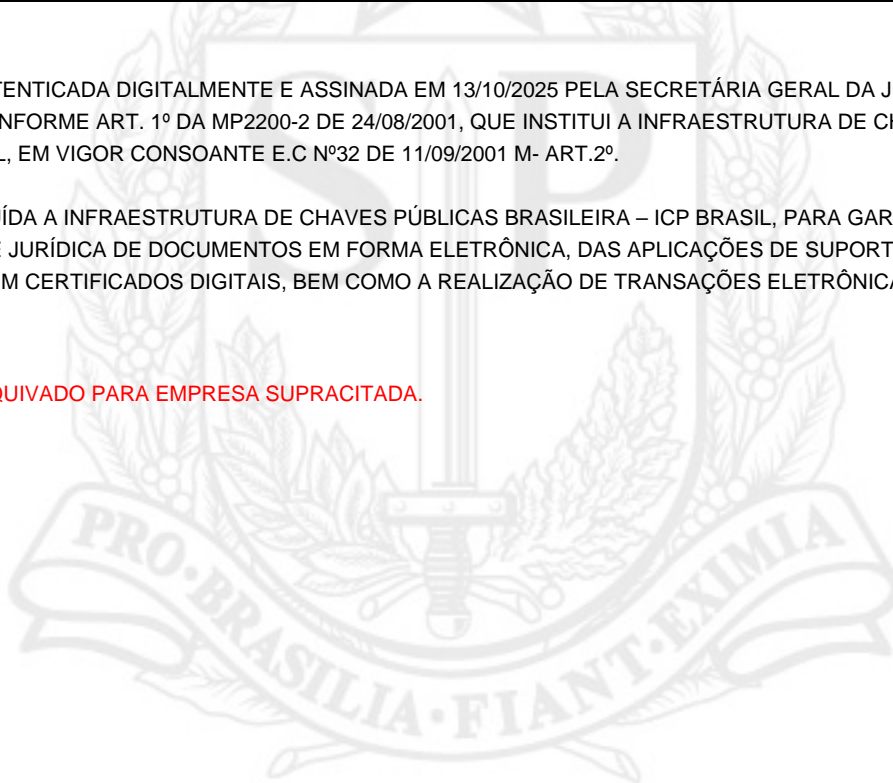 TENTICADA DIGITALMENTE E ASSINADA EM 13/10/2025 PELA SECRETÁRIA GERAL DA J
NFORME ART. 1º DA MP2200-2 DE 24/08/2001, QUE INSTITUI A INFRAESTRUTURA DE CH
L, EM VIGOR CONSOANTE E.C Nº32 DE 11/09/2001 M- ART.2º.
ÍDA A INFRAESTRUTURA DE CHAVES PÚBLICAS BRASILEIRA – ICP BRASIL, PARA GAR
E JURÍDICA DE DOCUMENTOS EM FORMA ELETRÔNICA, DAS APLICAÇÕES DE SUPORT
M CERTIFICADOS DIGITAIS, BEM COMO A REALIZAÇÃO DE TRANSAÇÕES ELETRÔNICA
QUIVADO PARA EMPRESA SUPRACITADA.
SP
PRO·BRASILIA·FIANT·EXIMIA